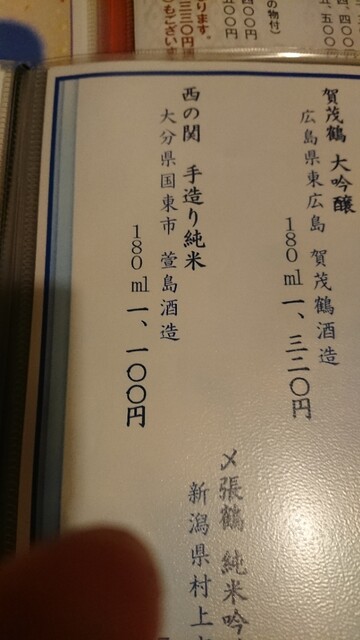 賀茂鶴 大吟醸
広島県東広島 賀茂鶴酒造
180ml 一、三二〇円
西の関 手造り純米
大分県国東市 萱島酒造
180ml 一、一〇〇円
〆張鶴 純米吟
新潟県村上